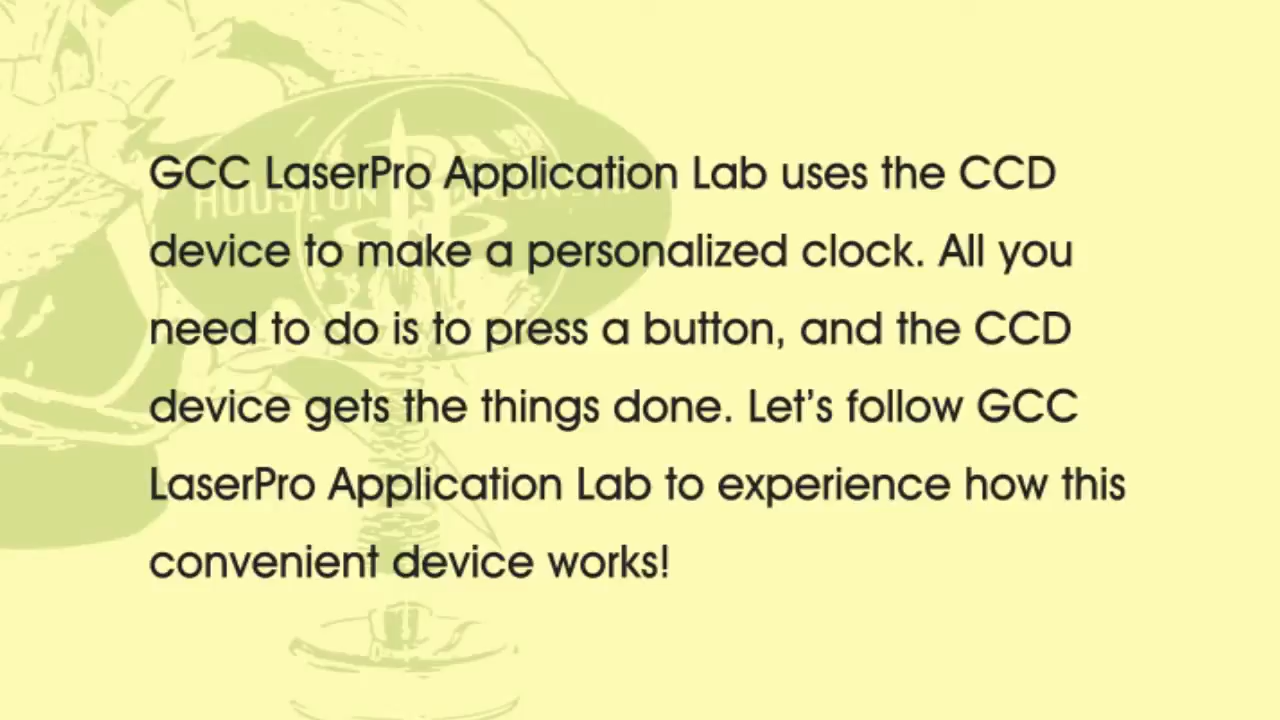 GCC LaserPro Application Lab uses the CCD
device to make a personalized clock. All you
need to do is to press a button, and the CCD
device gets the things done. Let's follow GCC
LaserPro Application Lab to experience how this
convenient device works!
HOUSTON